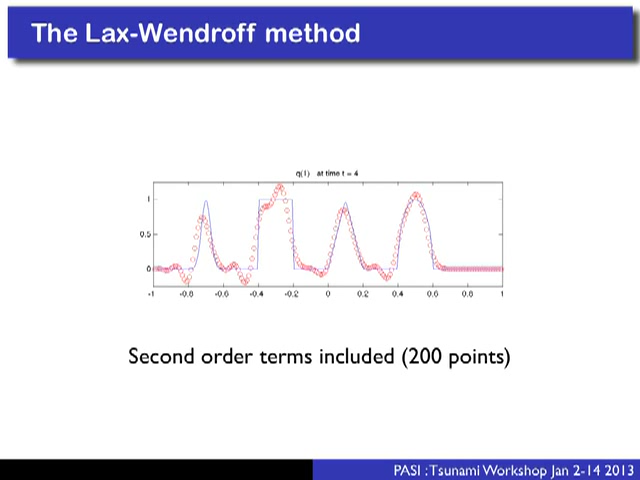 The Lax-Wendroff method
q(1) at time t = 4
1
0.5
0
-1 -0.8 -0.6 -0.4 -0.2 0 0.2 0.4 0.6 0.8 1
Second order terms included (200 points)
PASI : Tsunami Workshop Jan 2-14 2013